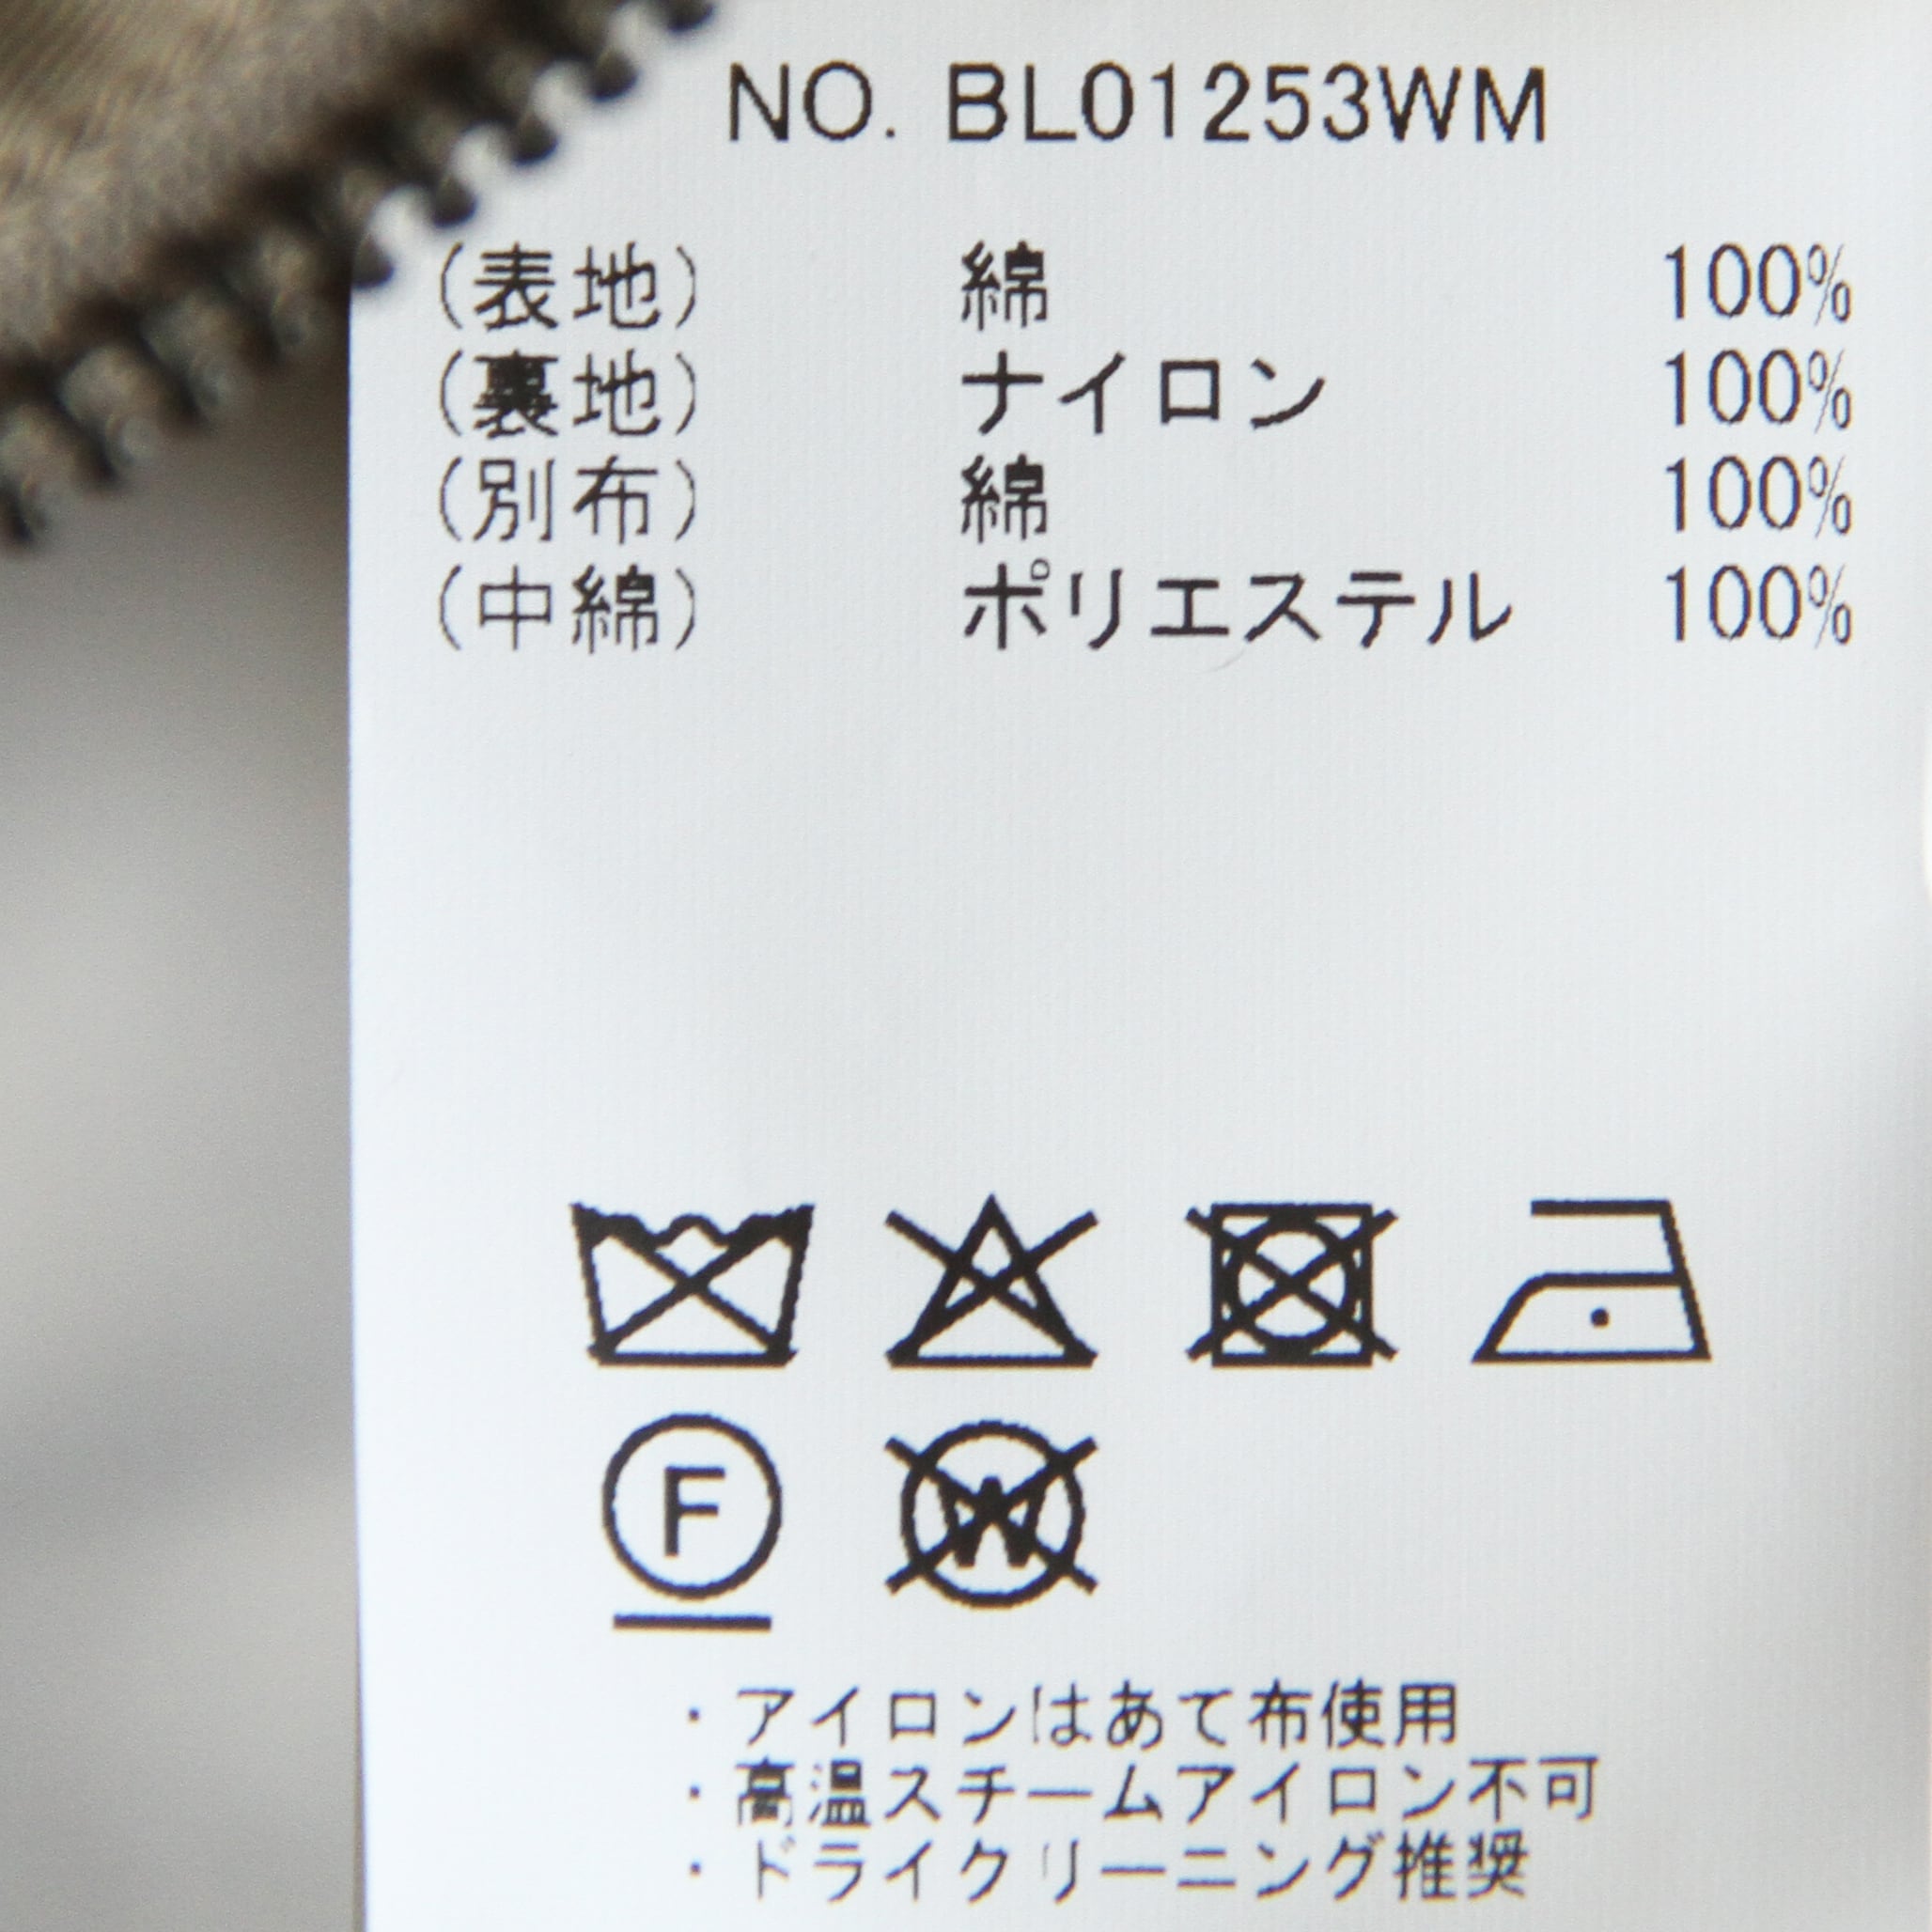 NO. BL01253WM
(表地) 綿 100%
(裏地) ナイロン 100%
(別布) 綿 100%
(中綿) ポリエステル 100%
F
W
・アイロンはあて布使用
・高温スチームアイロン不可
・ドライクリーニング推奨